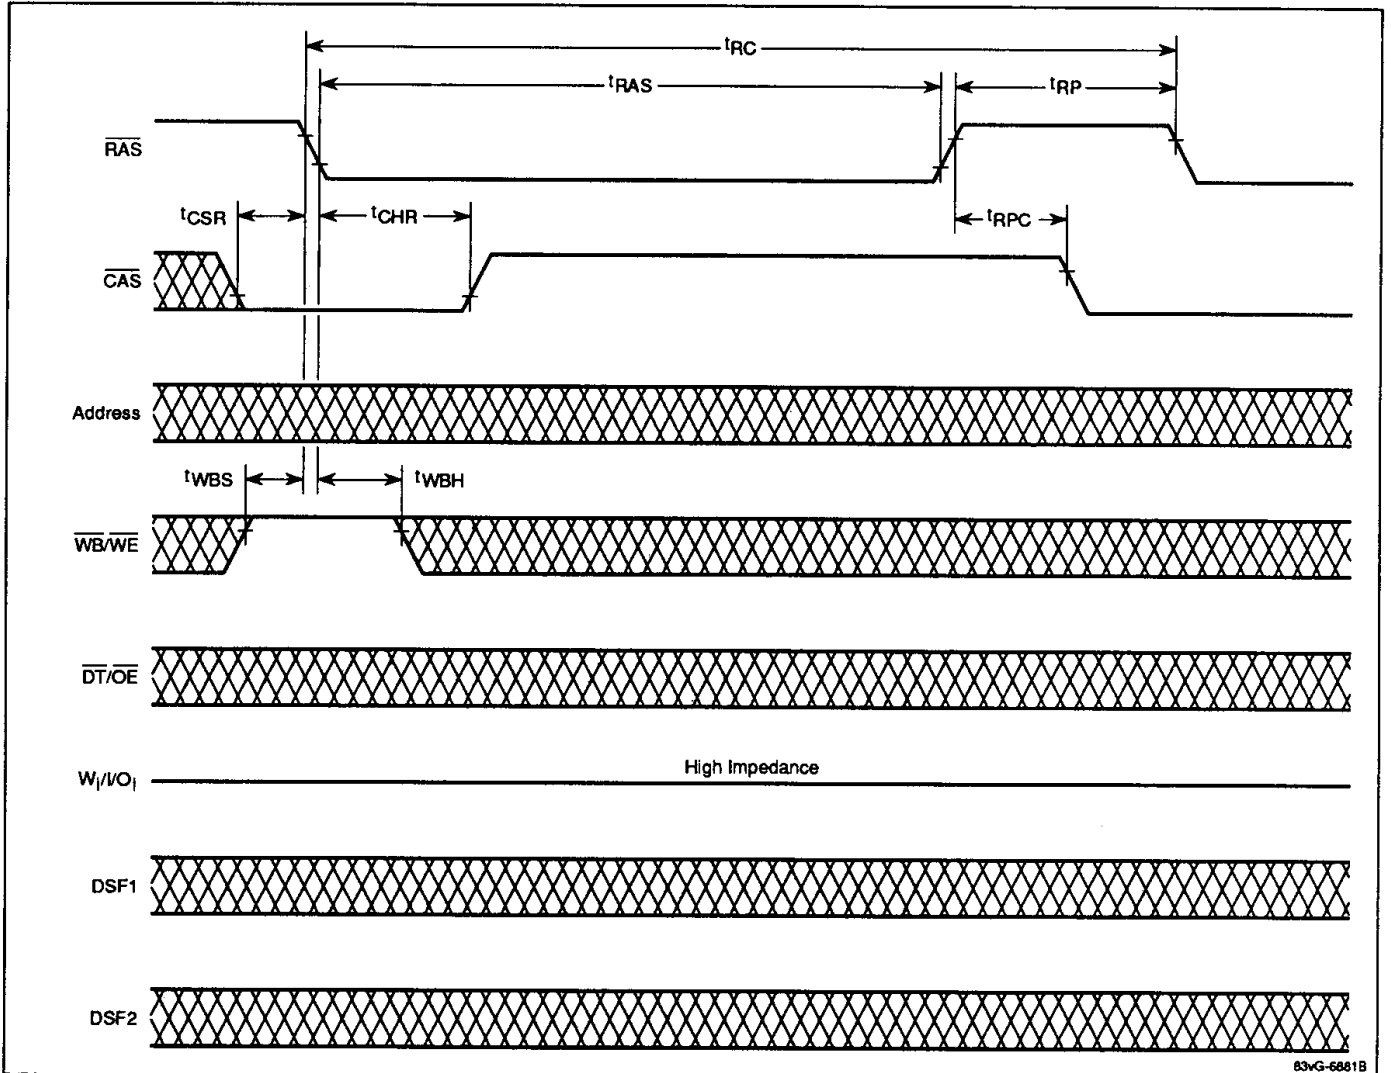 tRC
tRAS
tRP
RAS
tCSR
tCHR
tRPC
CAS
Address
tWBS
tWBH
WB/WE
DT/OE
Wi/I/Oi
High Impedance
DSF1
DSF2
83vG-6881B